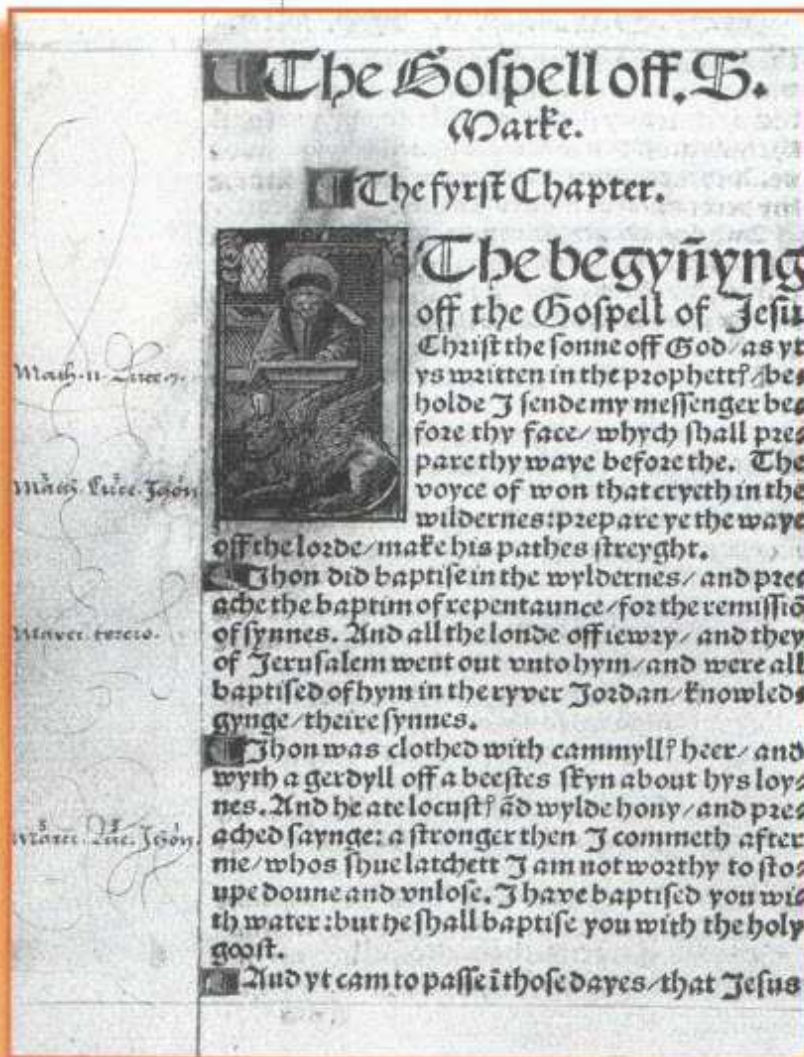 The Gospell off. S.
Marke.
The fyrst Chapter.
The begyñyng
off the Gospell of Jesu
Christ the sonne off God/as yt
ys written in the prophettꝭ/be⸗
holde I sende my messenger be⸗
fore thy face/whych shall pre⸗
pare thy waye before the. The
voyce of won that cryeth in the
wildernes:prepare ye the waye
off the lorde/make his pathes streyght.
Jhon did baptise in the wyldernes/and pre⸗
ache the baptim of repentaunce/for the remissiō
of synnes. And all the londe off iewry/and they
of Jerusalem went out vnto hym/and were all
baptised of hym in the ryver Jordan/knowled⸗
gynge/theire synnes.
Jhon was clothed with cammyllꝭ heer/and
wyth a gerdyll off a beestes skyn about hys loy⸗
nes. And he ate locustꝭ ād wylde hony/and pre⸗
ached saynge: a stronger then I commeth after
me/whos shue latchett I am not worthy to sto⸗
upe doune and vnlose. I have baptised you wi⸗
th water:but he shall baptise you with the holy
goost.
And yt cam to passe ī those dayes/that Jesus